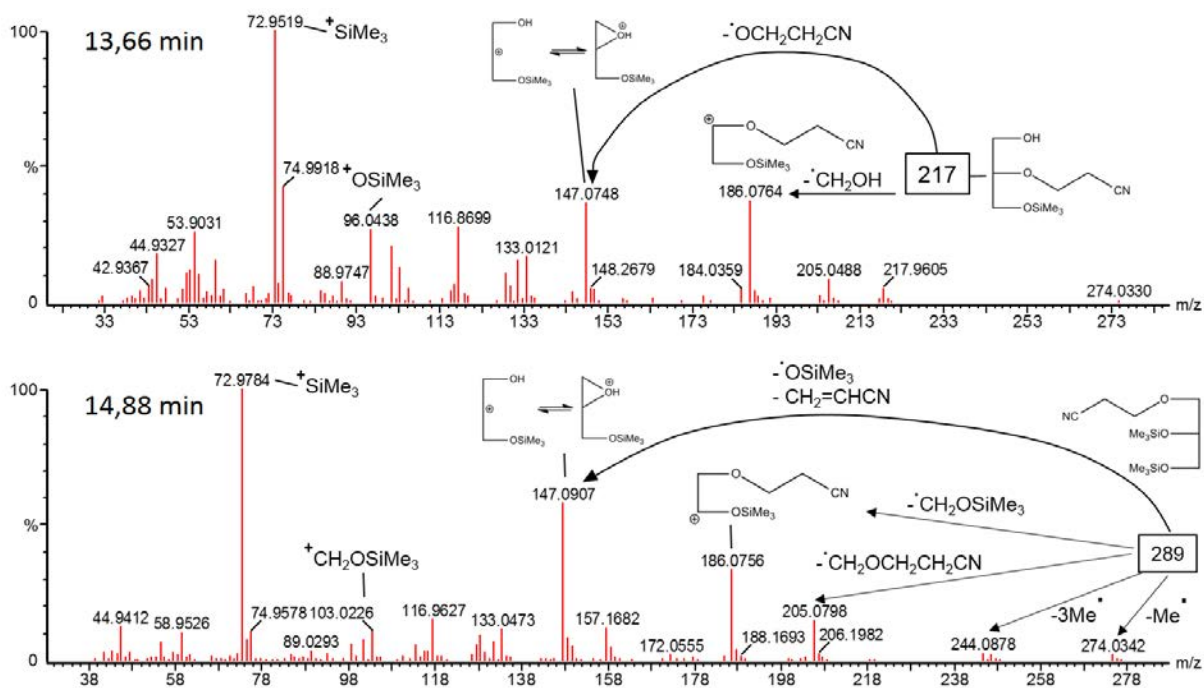 100
%
0
13,66 min
72.9519
+SiMe3
74.9918
+OSiMe3
53.9031
44.9327
42.9367
96.0438
88.9747
116.8699
133.0121
147.0748
148.2679
184.0359
186.0764
205.0488
217.9605
274.0330
OH
⊕
OSiMe3
⊕
OH
OSiMe3
-•OCH2CH2CN
⊕
O
CN
OSiMe3
-•CH2OH
217
OH
O
CN
OSiMe3
33 53 73 93 113 133 153 173 193 213 233 253 273
m/z
100
%
0
14,88 min
72.9784
+SiMe3
+CH2OSiMe3
44.9412
58.9526
74.9578
103.0226
89.0293
116.9627
133.0473
147.0907
157.1682
172.0555
186.0756
188.1693
205.0798
206.1982
244.0878
274.0342
OH
⊕
OSiMe3
⊕
OH
OSiMe3
-•OSiMe3
- CH2=CHCN
O
CN
⊕
OSiMe3
-•CH2OSiMe3
-•CH2OCH2CH2CN
-3Me•
-Me•
289
NC
O
Me3SiO
Me3SiO
38 58 78 98 118 138 158 178 198 218 238 258 278
m/z